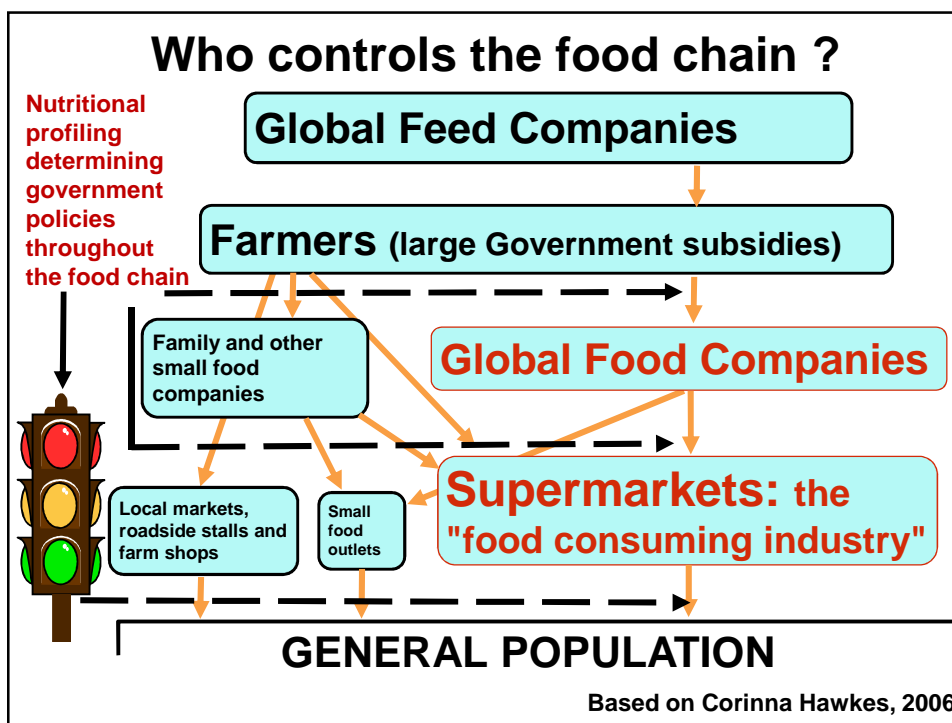 Who controls the food chain ?
Nutritional
profiling
determining
government
policies
throughout
the food chain
Global Feed Companies
Farmers (large Government subsidies)
Family and other
small food
companies
Global Food Companies
Local markets,
roadside stalls and
farm shops
Small
food
outlets
Supermarkets: the
"food consuming industry"
GENERAL POPULATION
Based on Corinna Hawkes, 2006